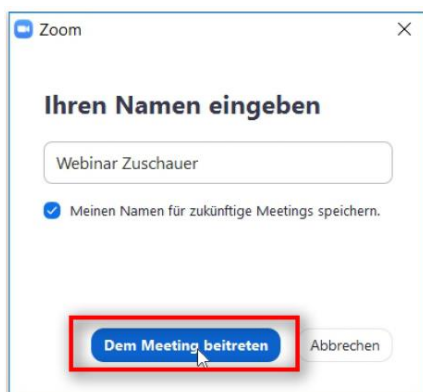 Zoom
Ihren Namen eingeben
Webinar Zuschauer
Meinen Namen für zukünftige Meetings speichern.
Dem Meeting beitreten
Abbrechen